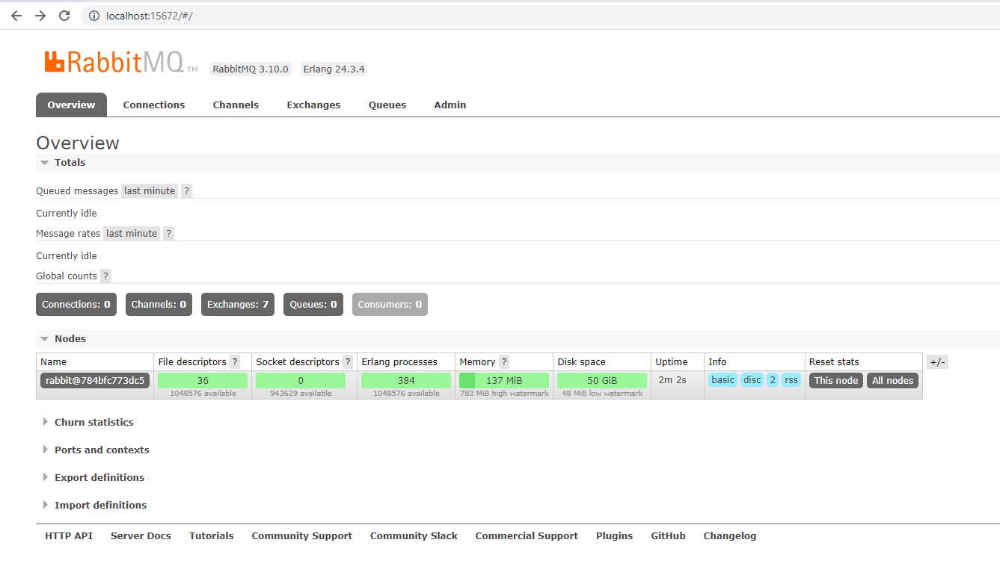 localhost:15672/#/
RabbitMQ TM RabbitMQ 3.10.0 Erlang 24.3.4
Overview Connections Channels Exchanges Queues Admin
Overview
Totals
Queued messages last minute ?
Currently idle
Message rates last minute ?
Currently idle
Global counts ?
Connections: 0 Channels: 0 Exchanges: 7 Queues: 0 Consumers: 0
Nodes
Name File descriptors ? Socket descriptors ? Erlang processes Memory ? Disk space Uptime Info Reset stats +/-
rabbit@784bfc773dc5 36 0 384 137 MiB 50 GiB 2m 2s basic disc 2 rss This node All nodes
1048576 available 943629 available 1048576 available 783 MiB high watermark 48 MiB low watermark
Churn statistics
Ports and contexts
Export definitions
Import definitions
HTTP API Server Docs Tutorials Community Support Community Slack Commercial Support Plugins GitHub Changelog